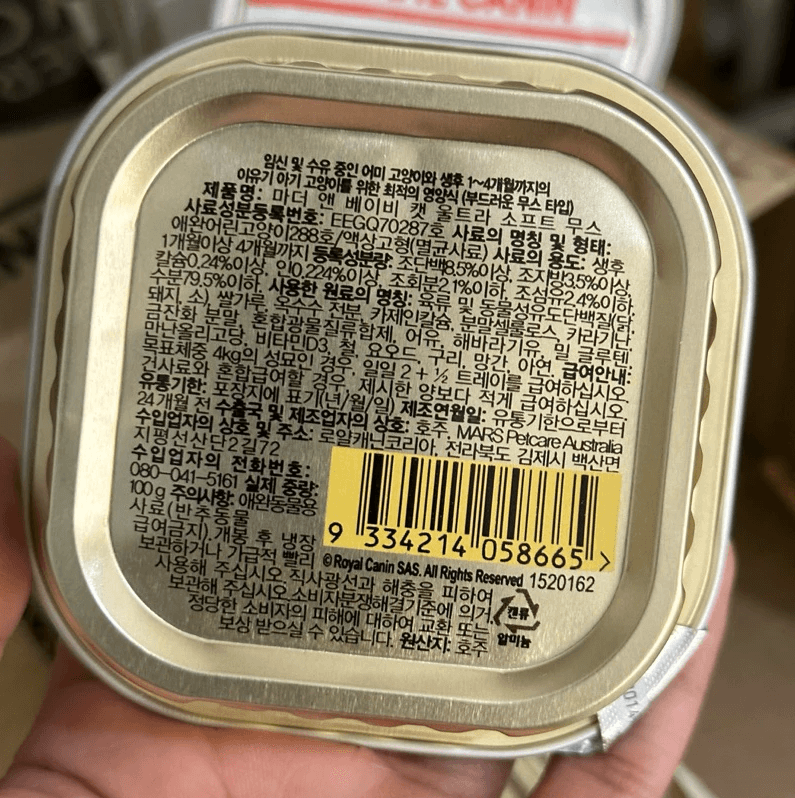 CANIN
임신 및 수유 중인 어미 고양이와 생후 1~4개월까지의
이유기 아기 고양이를 위한 최적의 영양식 (부드러운 무스 타입)
제품명: 마더 앤 베이비 캣 울트라 소프트 무스
사료성분등록번호: EEGQ70287호 사료의 명칭 및 형태:
애완어린고양이288호/액상고형(멸균사료) 사료의 용도: 생후
1개월이상 4개월까지 등록성분량: 조단백8.5%이상, 조지방3.5%이상,
칼슘0.24%이상, 인0.224%이상, 조회분2.1%이하, 조섬유2.4%이하,
수분79.5%이하, 사용한 원료의 명칭: 육류 및 동물성유도단백질(닭,
돼지, 소), 쌀가루, 옥수수 전분, 카제인칼슘, 분말셀룰로스, 카라기난,
금잔화 분말, 혼합광물질류합제, 어유, 해바라기유, 밀 글루텐,
만난올리고당, 비타민D3, 철, 요오드, 구리, 망간, 아연, 급여안내:
목표체중 4kg의 성묘인 경우, 일일 2 + ½ 트레이를 급여하십시오.
건사료와 혼합급여할 경우, 제시한 양보다 적게 급여하십시오.
유통기한: 포장지에 표기(년/월/일) 제조연월일: 유통기한으로부터
24개월 전 수출국 및 제조업자의 상호: 호주, MARS Petcare Australia
수입업자의 상호 및 주소: 로얄캐닌코리아, 전라북도 김제시 백산면
지평선산단2길72
수입업자의 전화번호:
080-041-5161 실제 중량:
100g 주의사항: 애완동물용
사료(반추동물
급여금지). 개봉 후 냉장
보관하거나 가급적 빨리
사용해 주십시오 직사광선과 해충을 피하여
보관해 주십시오 소비자분쟁해결기준에 의거,
정당한 소비자의 피해에 대하여 교환 또는
보상 받으실 수 있습니다. 원산지: 호주
9 334214 058665 >
©Royal Canin SAS. All Rights Reserved 1520162
캔류
알미늄